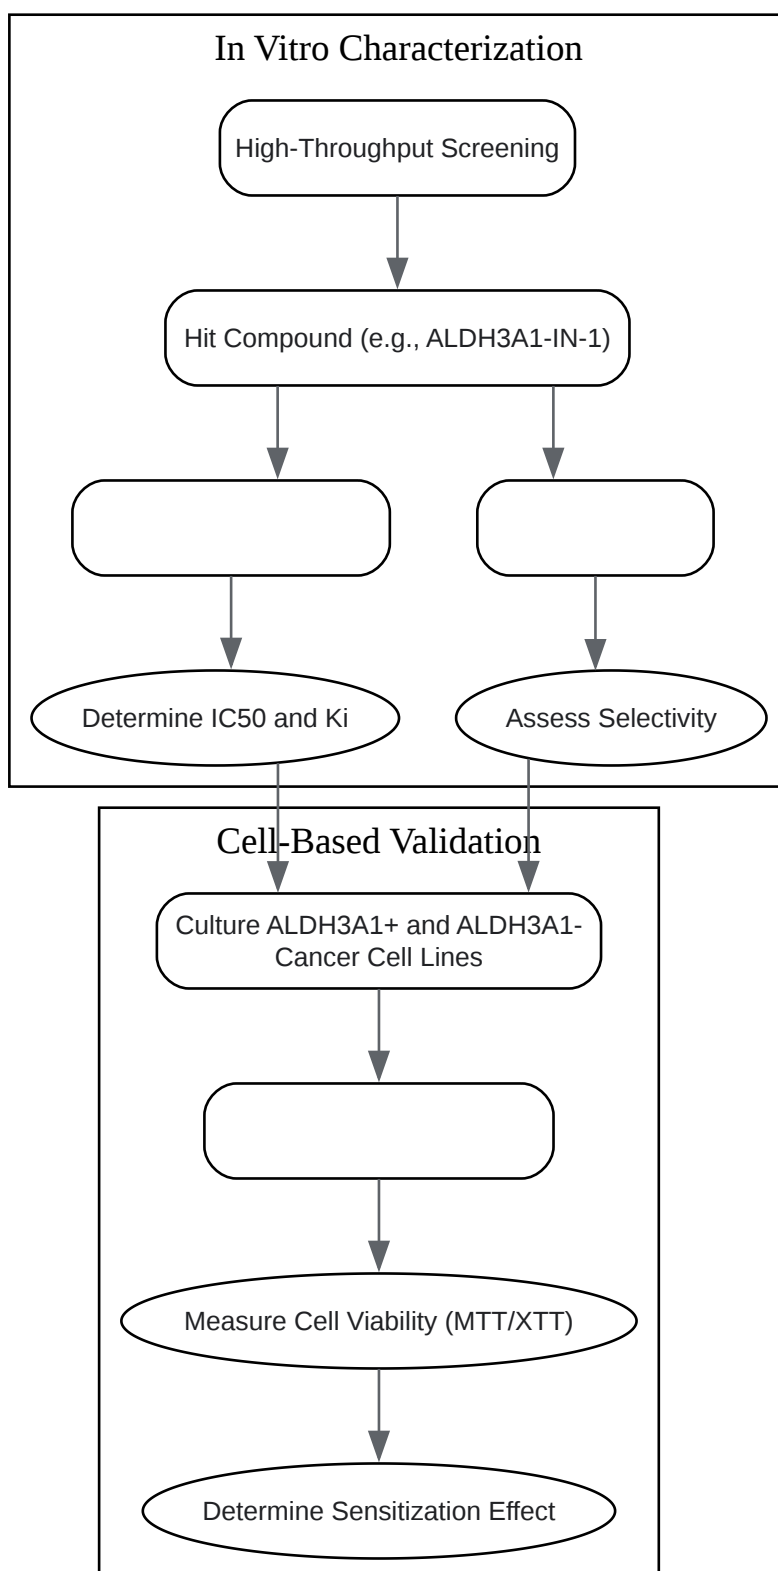 In Vitro Characterization
High-Throughput Screening
Hit Compound (e.g., ALDH3A1-IN-1)
Determine IC50 and Ki
Assess Selectivity
Cell-Based Validation
Culture ALDH3A1+ and ALDH3A1-
Cancer Cell Lines
Measure Cell Viability (MTT/XTT)
Determine Sensitization Effect